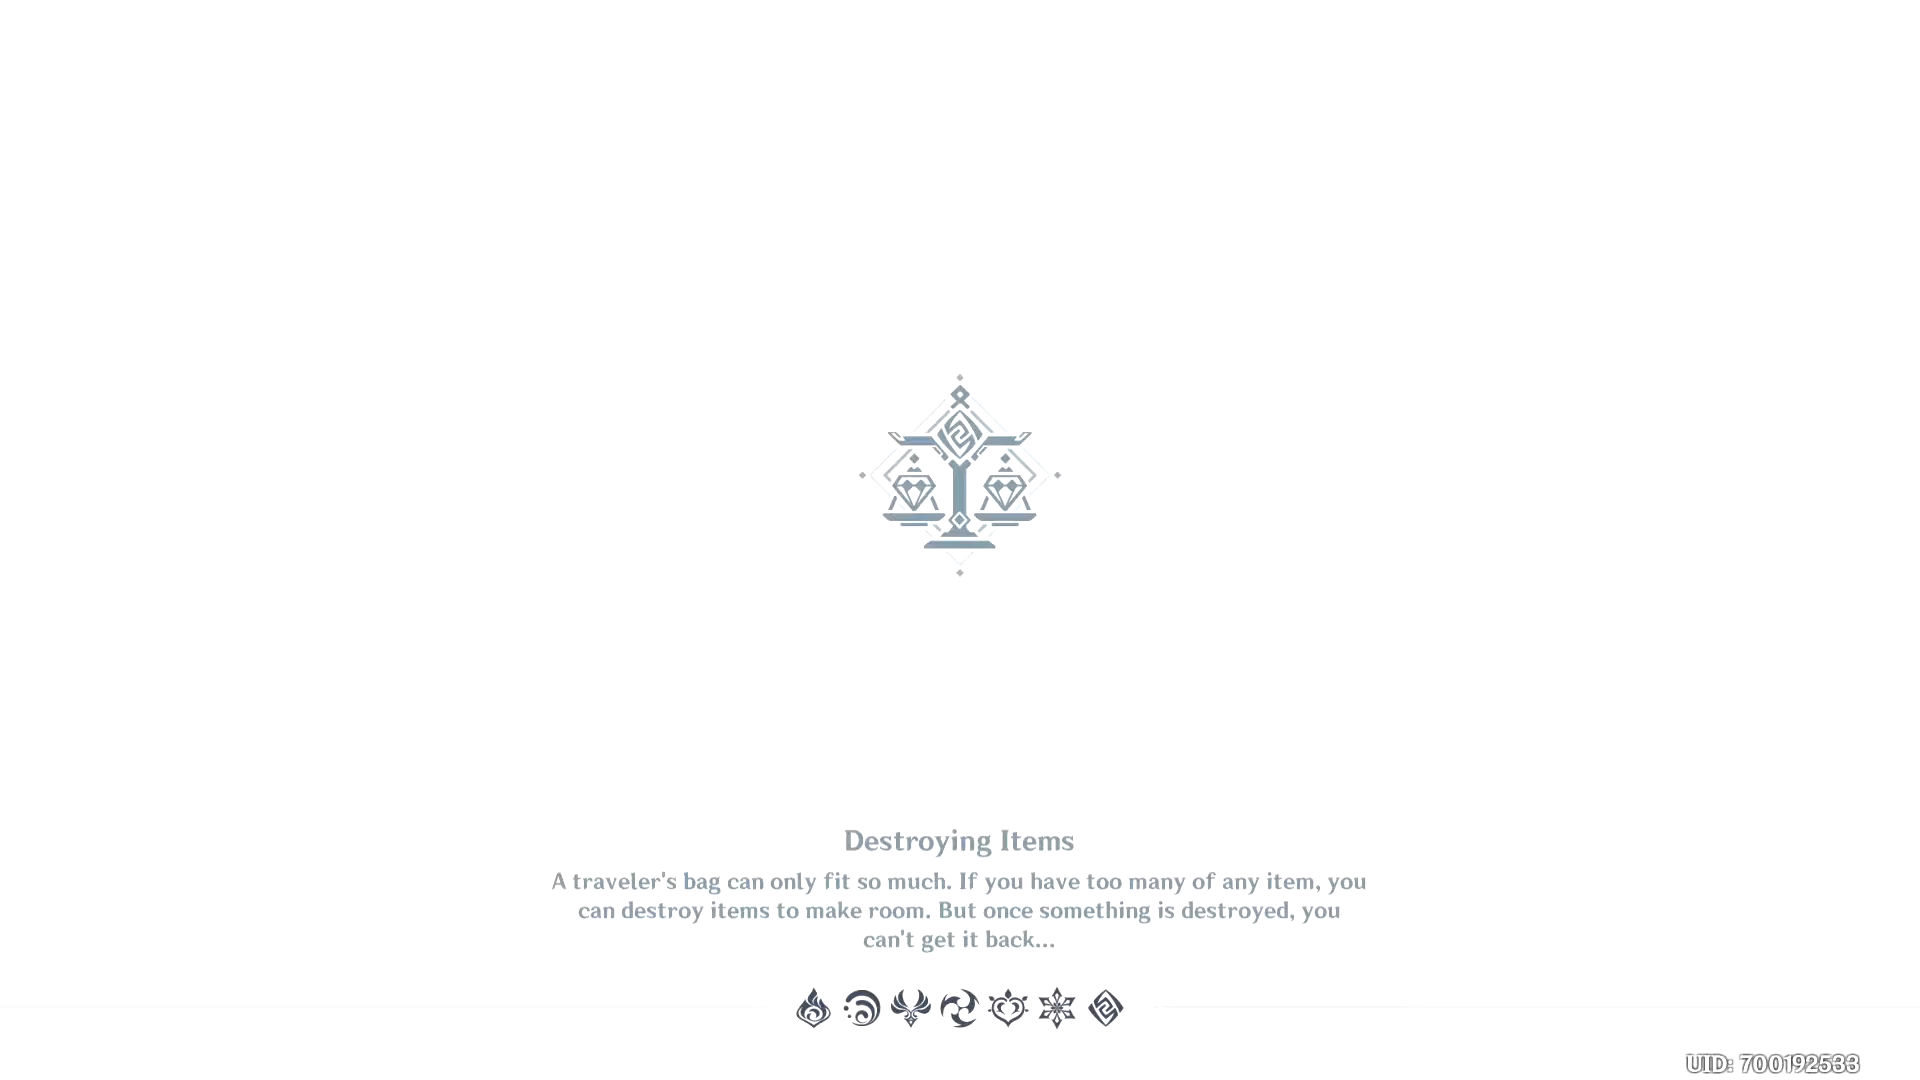 Destroying Items
A traveler's bag can only fit so much. If you have too many of any item, you
can destroy items to make room. But once something is destroyed, you
can't get it back...
UID: 700192533